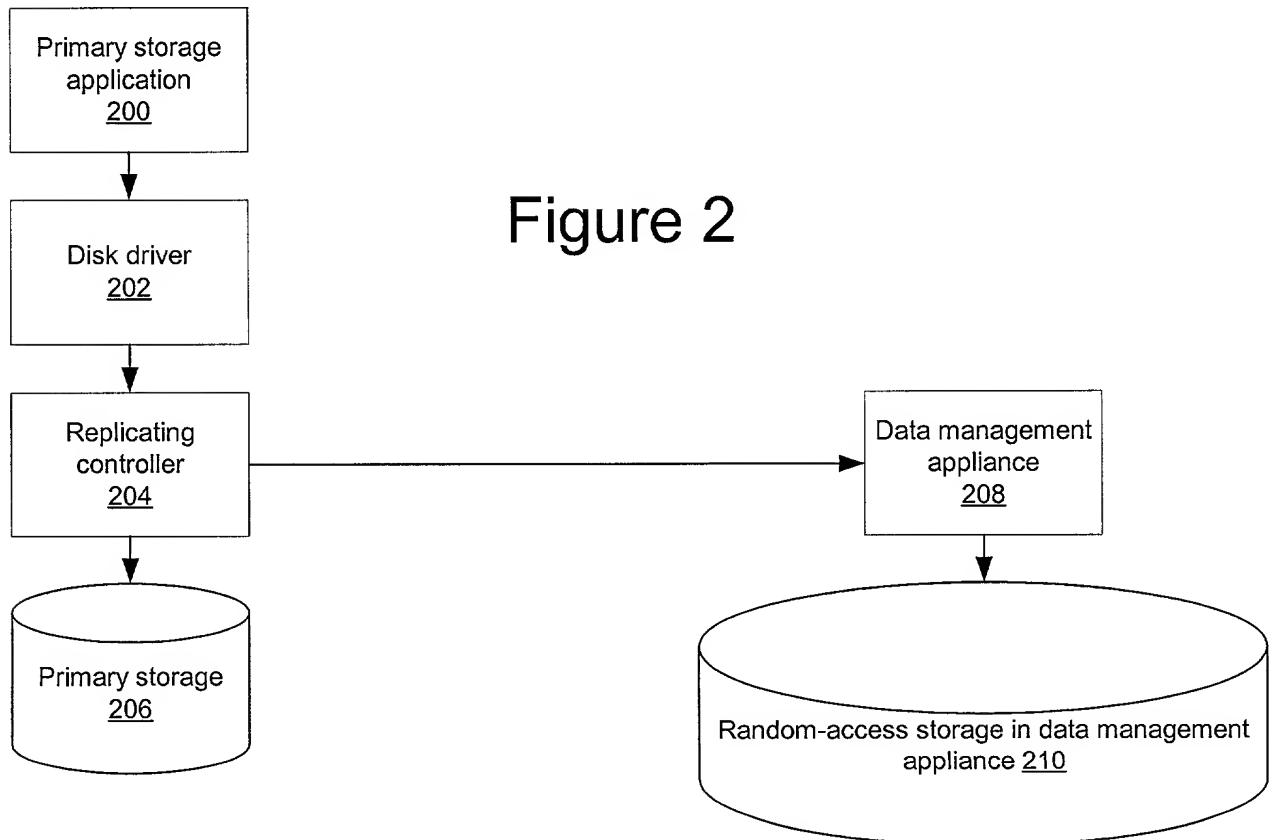 Primary storage
application
200
Figure 2
Disk driver
202
Replicating
controller
204
Data management
appliance
208
Primary storage
206
Random-access storage in data management
appliance 210